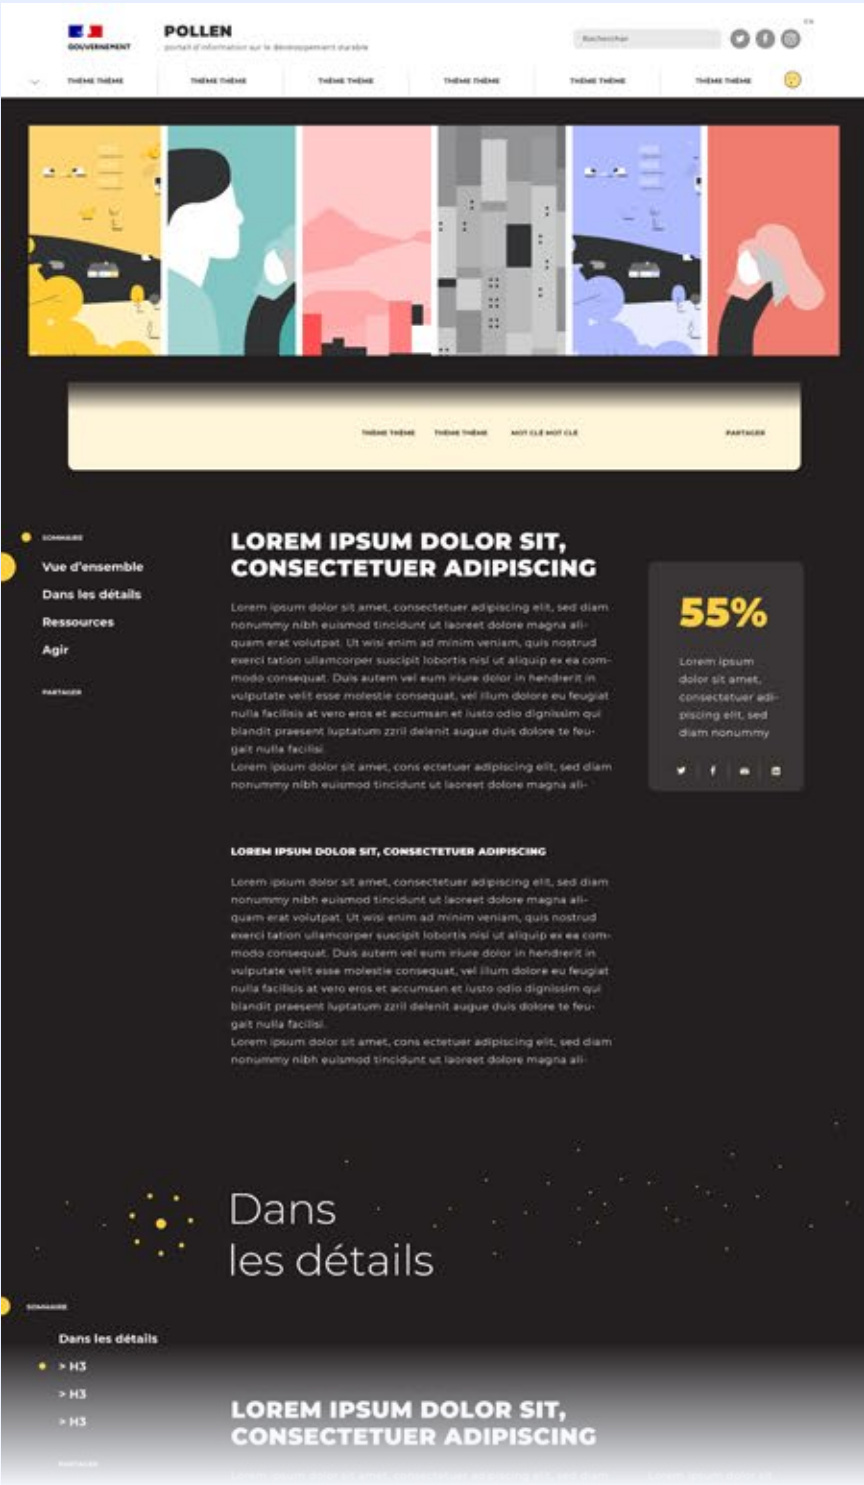 EN
GOUVERNEMENT
POLLEN
portail d'information sur le développement durable
Rechercher
THÈME THÈME THÈME THÈME THÈME THÈME THÈME THÈME THÈME THÈME THÈME THÈME
THÈME THÈME THÈME THÈME MOT CLÉ MOT CLÉ PARTAGER
SOMMAIRE
Vue d'ensemble
Dans les détails
Ressources
Agir
PARTAGER
LOREM IPSUM DOLOR SIT,
CONSECTETUER ADIPISCING
Lorem ipsum dolor sit amet, consectetuer adipiscing elit, sed diam
nonummy nibh euismod tincidunt ut laoreet dolore magna ali-
quam erat volutpat. Ut wisi enim ad minim veniam, quis nostrud
exerci tation ullamcorper suscipit lobortis nisl ut aliquip ex ea com-
modo consequat. Duis autem vel eum iriure dolor in hendrerit in
vulputate velit esse molestie consequat, vel illum dolore eu feugiat
nulla facilisis at vero eros et accumsan et iusto odio dignissim qui
blandit praesent luptatum zzril delenit augue duis dolore te feu-
gait nulla facilisi.
Lorem ipsum dolor sit amet, cons ectetuer adipiscing elit, sed diam
nonummy nibh euismod tincidunt ut laoreet dolore magna ali-
55%
Lorem ipsum
dolor sit amet,
consectetuer adi-
piscing elit, sed
diam nonummy
LOREM IPSUM DOLOR SIT, CONSECTETUER ADIPISCING
Lorem ipsum dolor sit amet, consectetuer adipiscing elit, sed diam
nonummy nibh euismod tincidunt ut laoreet dolore magna ali-
quam erat volutpat. Ut wisi enim ad minim veniam, quis nostrud
exerci tation ullamcorper suscipit lobortis nisl ut aliquip ex ea com-
modo consequat. Duis autem vel eum iriure dolor in hendrerit in
vulputate velit esse molestie consequat, vel illum dolore eu feugiat
nulla facilisis at vero eros et accumsan et iusto odio dignissim qui
blandit praesent luptatum zzril delenit augue duis dolore te feu-
gait nulla facilisi.
Lorem ipsum dolor sit amet, cons ectetuer adipiscing elit, sed diam
nonummy nibh euismod tincidunt ut laoreet dolore magna ali-
Dans
les détails
SOMMAIRE
Dans les détails
> H3
> H3
> H3
PARTAGER
LOREM IPSUM DOLOR SIT,
CONSECTETUER ADIPISCING